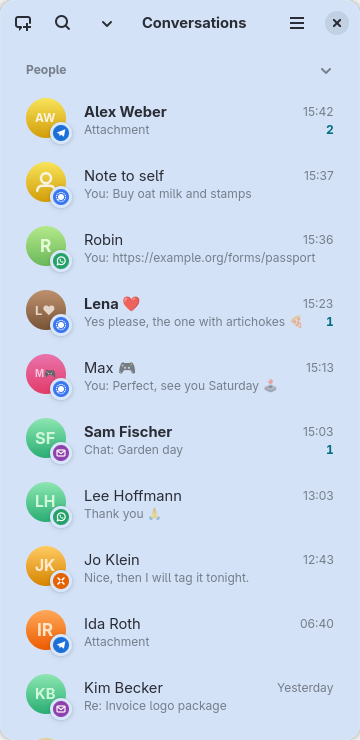 Conversations
People
AW
Alex Weber 15:42
Attachment 2
Note to self 15:37
You: Buy oat milk and stamps
R
Robin 15:36
You: https://example.org/forms/passport
L❤
Lena ❤️ 15:23
Yes please, the one with artichokes 🍕 1
M🎮
Max 🎮 15:13
You: Perfect, see you Saturday 🕹️
SF
Sam Fischer 15:03
Chat: Garden day 1
LH
Lee Hoffmann 13:03
Thank you 🙏
JK
Jo Klein 12:43
Nice, then I will tag it tonight.
IR
Ida Roth 06:40
Attachment
KB
Kim Becker Yesterday
Re: Invoice logo package